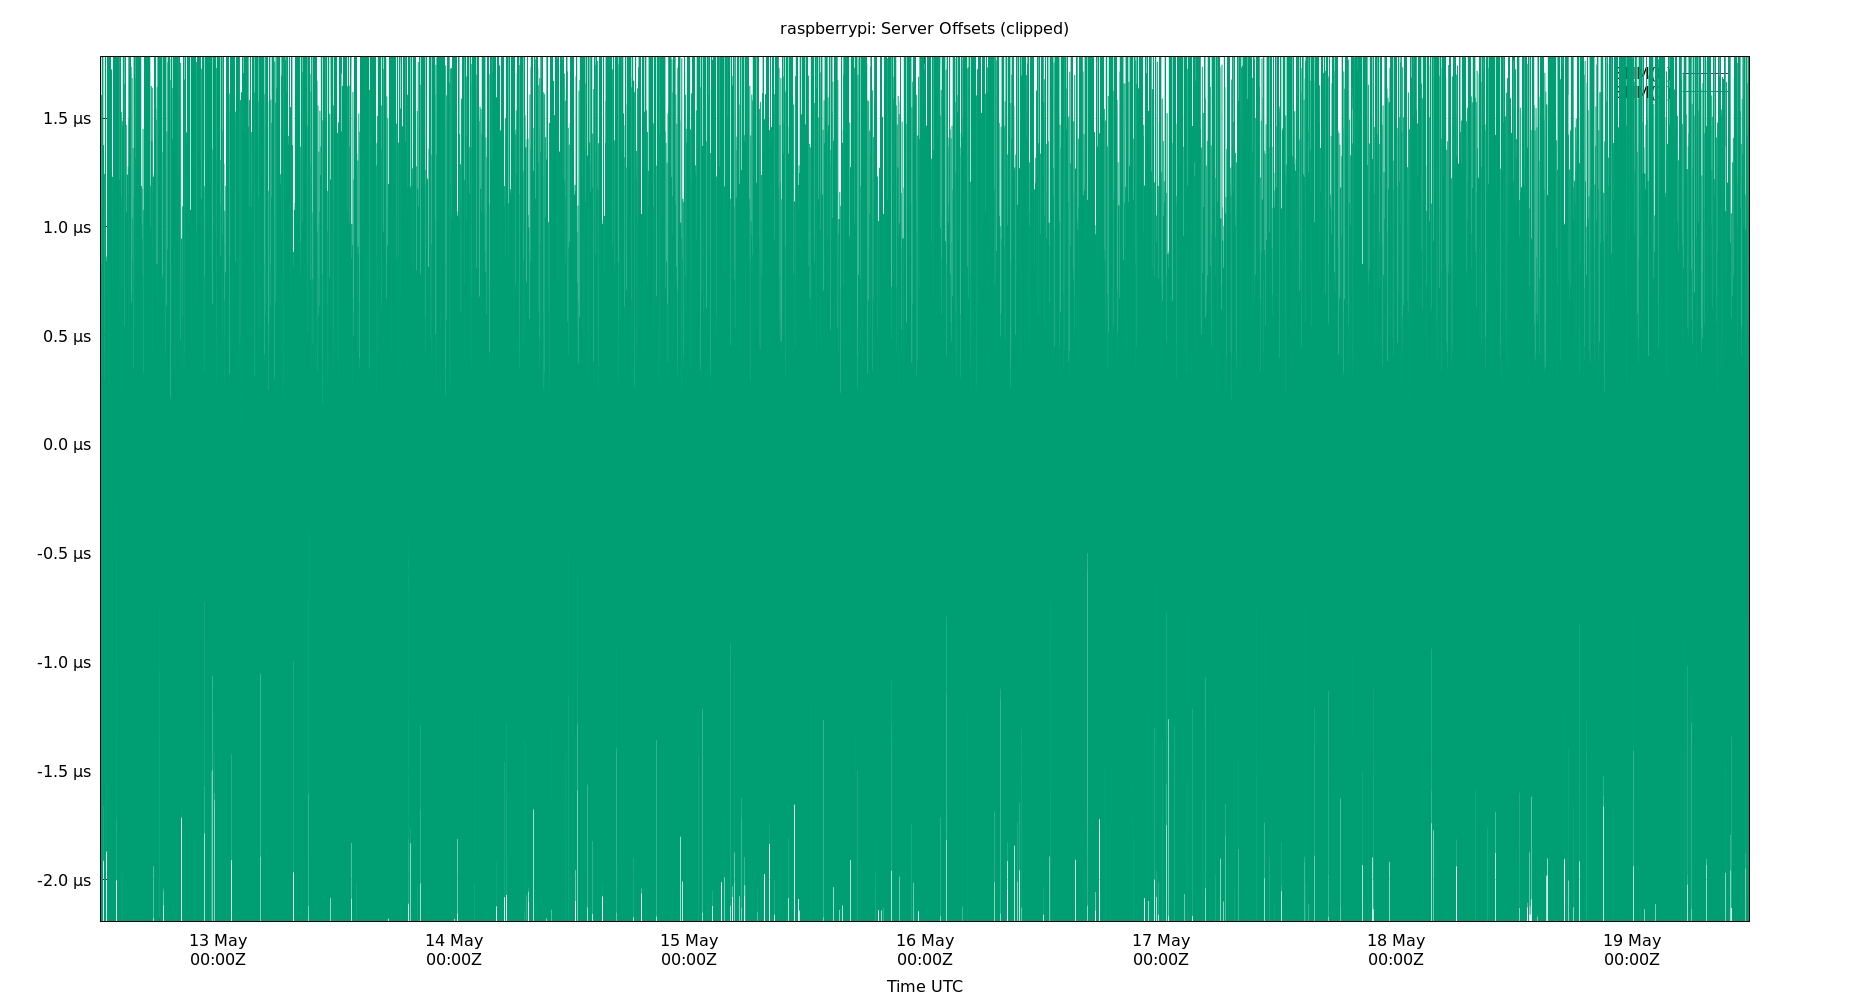 raspberrypi: Server Offsets (clipped)
1.5 µs
1.0 µs
0.5 µs
0.0 µs
-0.5 µs
-1.0 µs
-1.5 µs
-2.0 µs
13 May 14 May 15 May 16 May 17 May 18 May 19 May
00:00Z 00:00Z 00:00Z 00:00Z 00:00Z 00:00Z 00:00Z
Time UTC